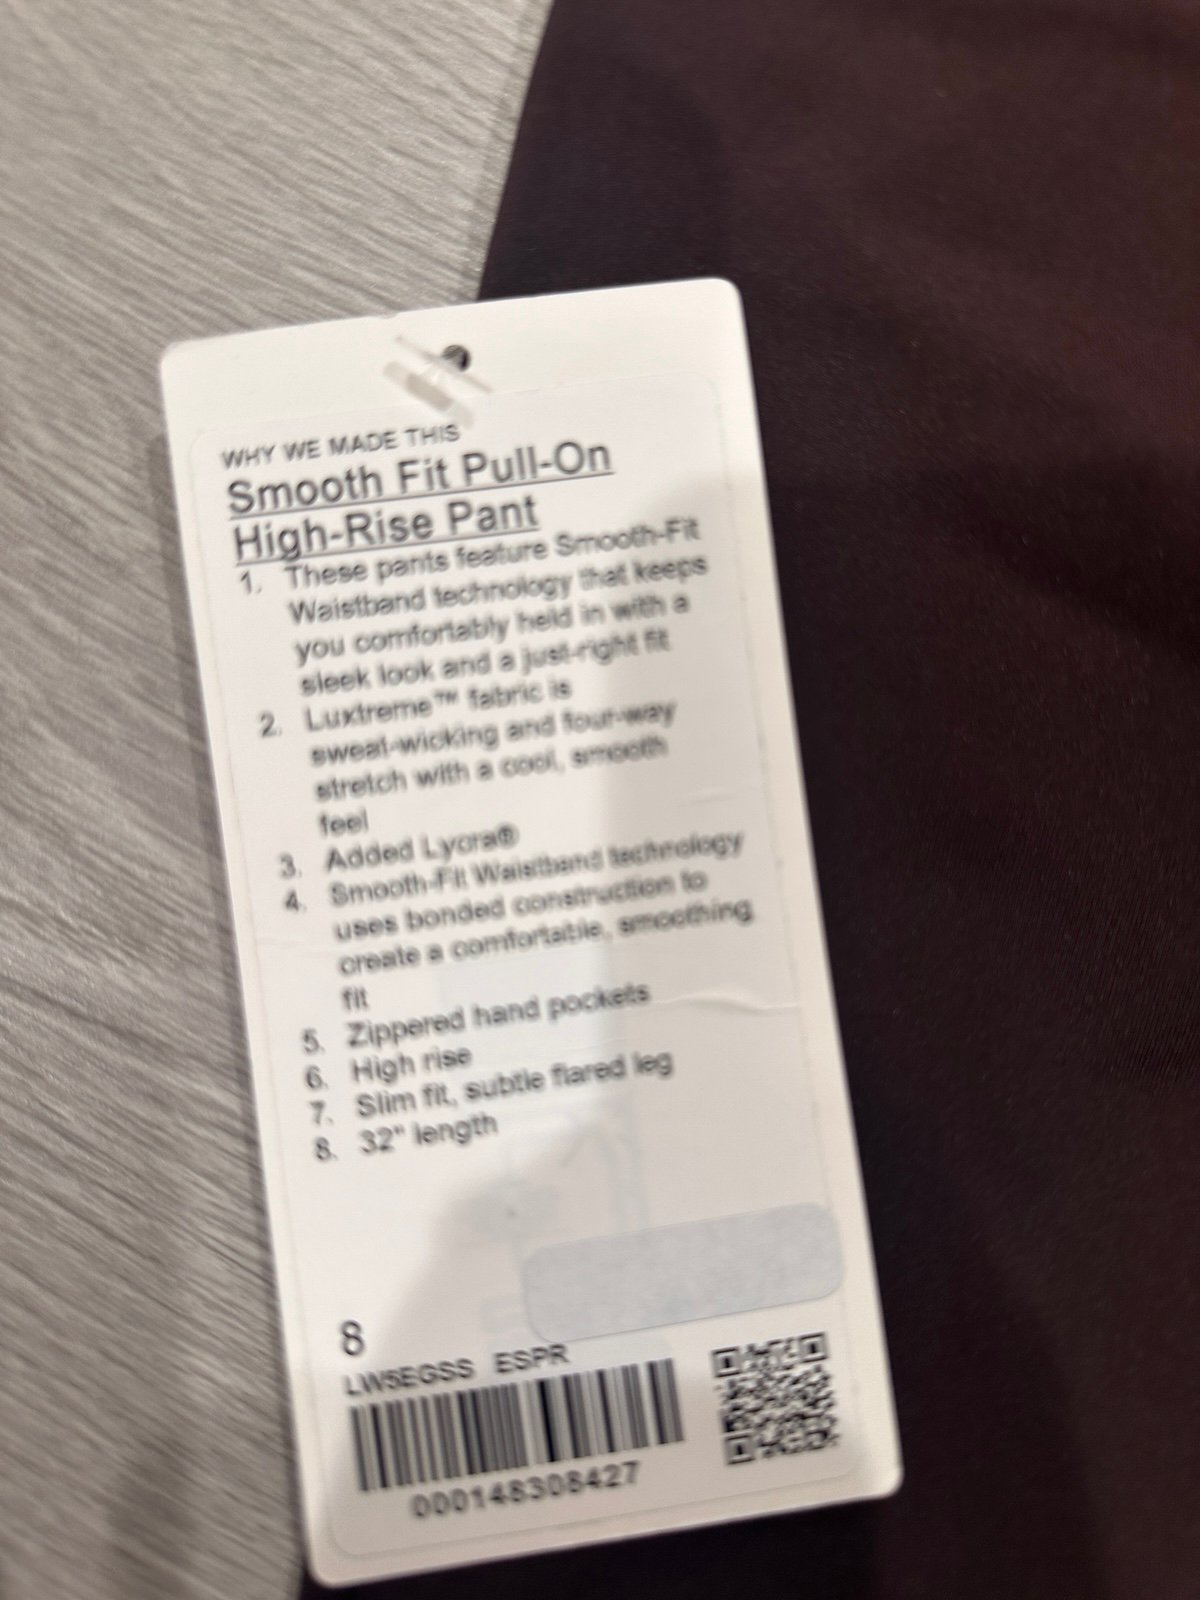 WHY WE MADE THIS
Smooth Fit Pull-On
High-Rise Pant
1. These pants feature Smooth-Fit
Waistband technology that keeps
you comfortably held in with a
sleek look and a just-right fit
2. Luxtreme™ fabric is
sweat-wicking and four-way
stretch with a cool, smooth
feel
3. Added Lycra®
4. Smooth-Fit Waistband technology
uses bonded construction to
create a comfortable, smoothing
fit
5. Zippered hand pockets
6. High rise
7. Slim fit, subtle flared leg
8. 32" length
8
LW5EGSS ESPR
000148308427